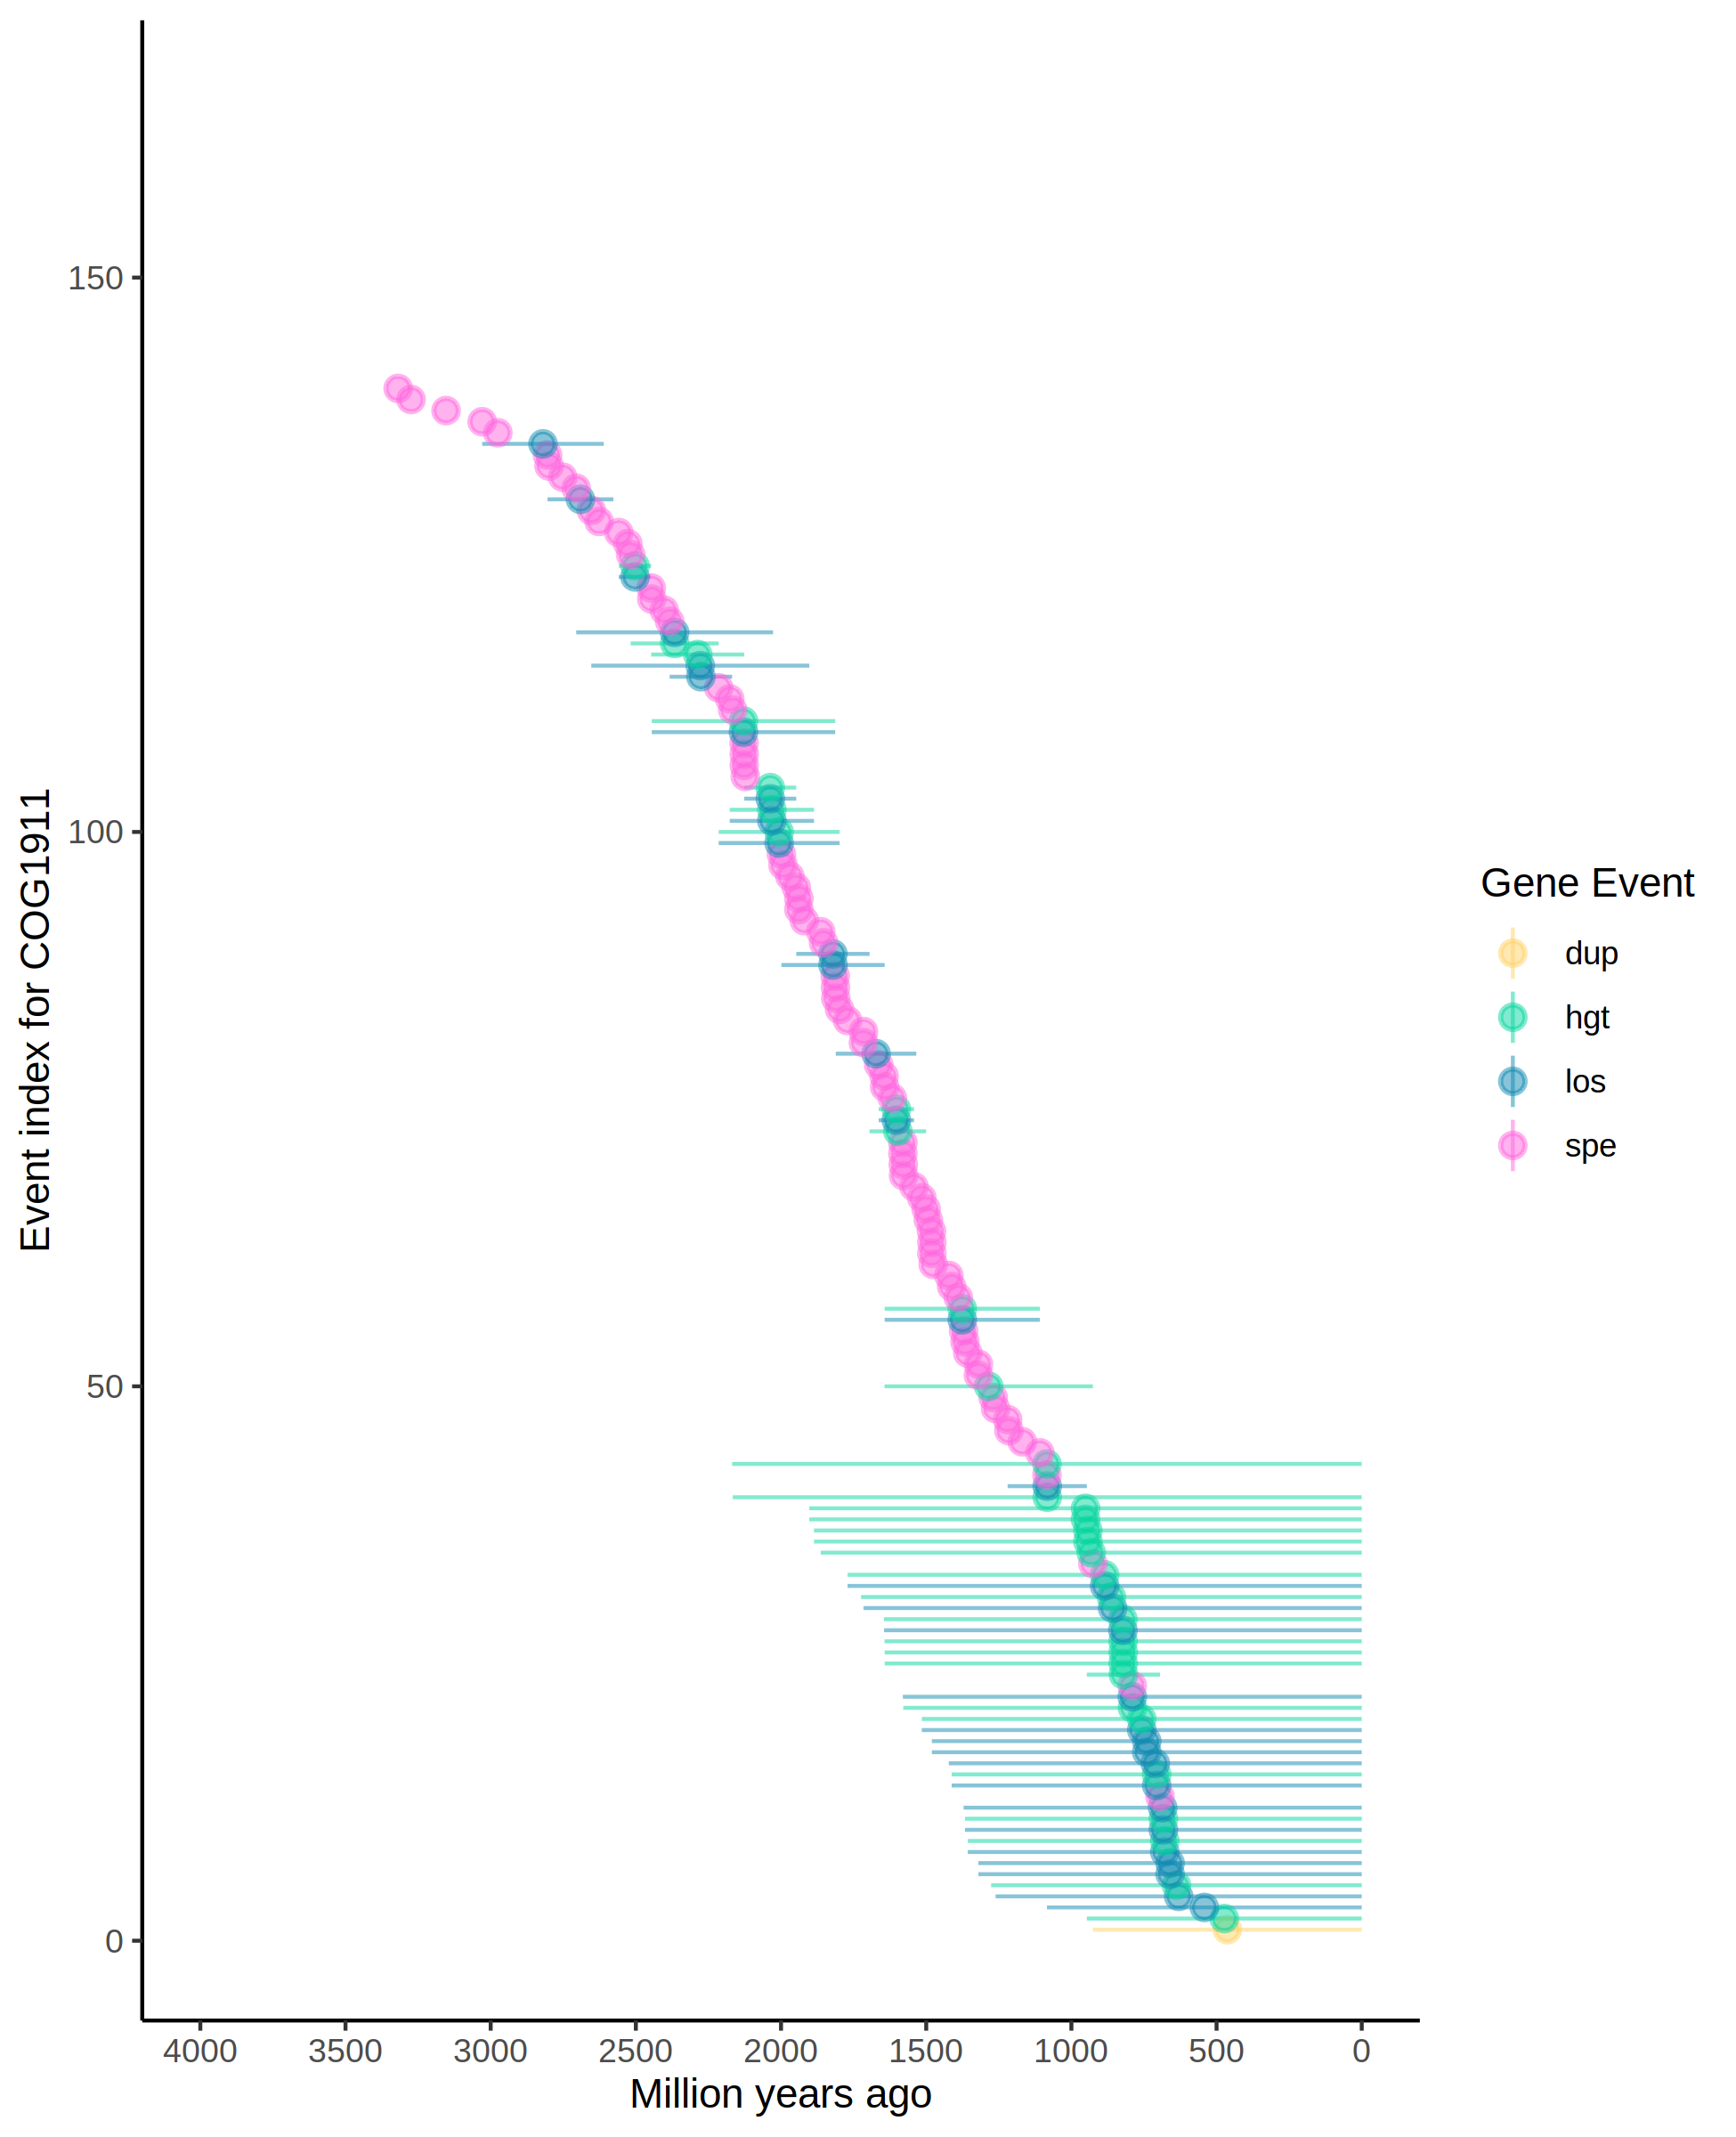 150
100
50
0
Event index for COG1911
4000 3500 3000 2500 2000 1500 1000 500 0
Million years ago
Gene Event
dup
hgt
los
spe